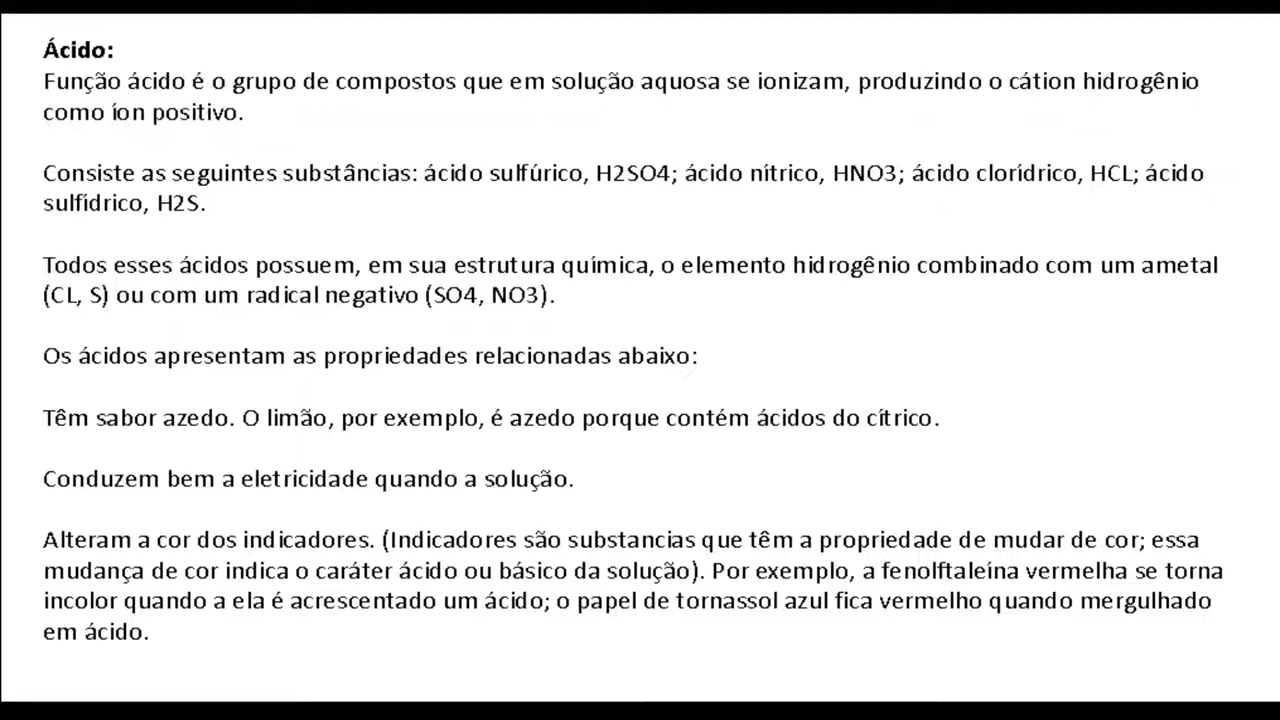 Ácido:
Função ácido é o grupo de compostos que em solução aquosa se ionizam, produzindo o cátion hidrogênio
como íon positivo.
Consiste as seguintes substâncias: ácido sulfúrico, H2SO4; ácido nítrico, HNO3; ácido clorídrico, HCL; ácido
sulfídrico, H2S.
Todos esses ácidos possuem, em sua estrutura química, o elemento hidrogênio combinado com um ametal
(CL, S) ou com um radical negativo (SO4, NO3).
Os ácidos apresentam as propriedades relacionadas abaixo:
Têm sabor azedo. O limão, por exemplo, é azedo porque contém ácidos do cítrico.
Conduzem bem a eletricidade quando a solução.
Alteram a cor dos indicadores. (Indicadores são substancias que têm a propriedade de mudar de cor; essa
mudança de cor indica o caráter ácido ou básico da solução). Por exemplo, a fenolftaleína vermelha se torna
incolor quando a ela é acrescentado um ácido; o papel de tornassol azul fica vermelho quando mergulhado
em ácido.